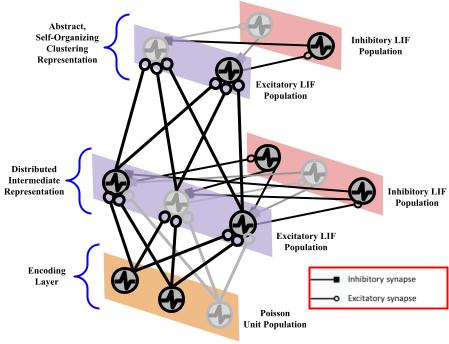 Abstract,
Self-Organizing
Clustering
Representation
Inhibitory LIF
Population
Excitatory LIF
Population
Distributed
Intermediate
Representation
Inhibitory LIF
Population
Excitatory LIF
Population
Encoding
Layer
Poisson
Unit Population
Inhibitory synapse
Excitatory synapse